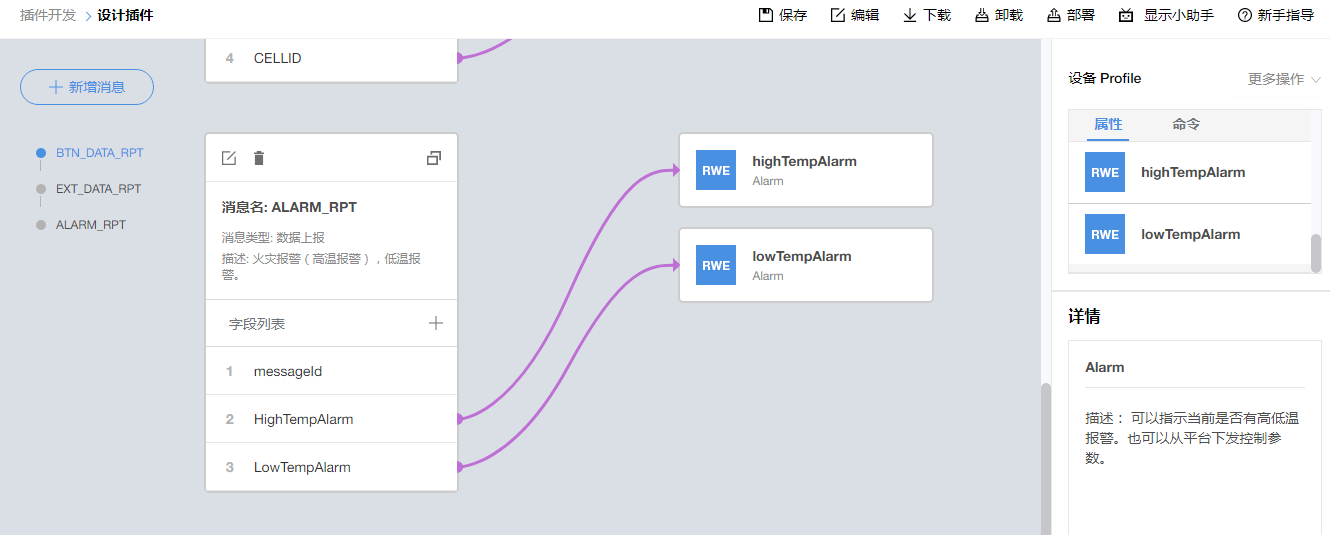 插件开发 > 设计插件
保存 编辑 下载 卸载 部署 显示小助手 新手指导
新增消息
BTN_DATA_RPT
EXT_DATA_RPT
ALARM_RPT
4 CELLID
消息名: ALARM_RPT
消息类型: 数据上报
描述: 火灾报警（高温报警），低温报
警。
字段列表
1 messageId
2 HighTempAlarm
3 LowTempAlarm
RWE highTempAlarm
Alarm
RWE lowTempAlarm
Alarm
设备 Profile 更多操作
属性 命令
RWE highTempAlarm
RWE lowTempAlarm
详情
Alarm
描述： 可以指示当前是否有高低温
报警。也可以从平台下发控制参
数。